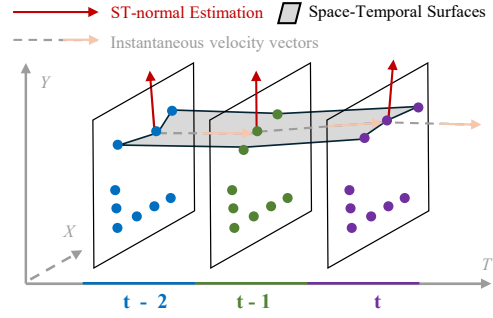 ST-normal Estimation
Space-Temporal Surfaces
Instantaneous velocity vectors
Y
X
T
t - 2
t - 1
t